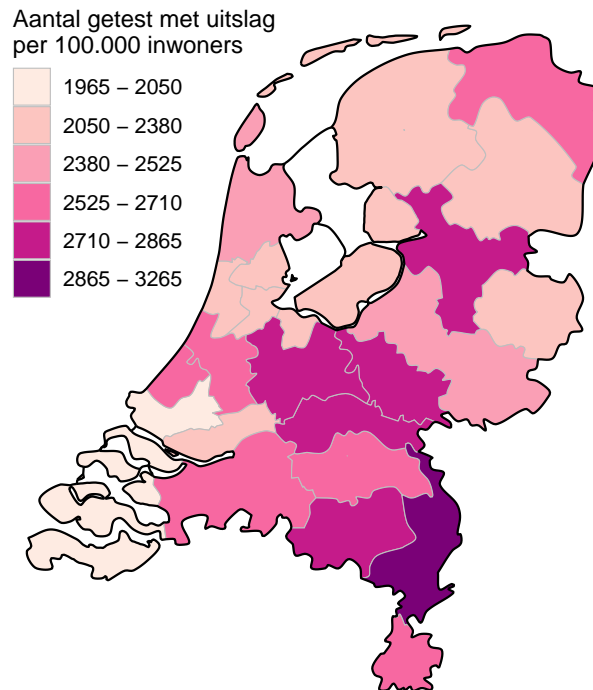 Aantal getest met uitslag
per 100.000 inwoners
1965 – 2050
2050 – 2380
2380 – 2525
2525 – 2710
2710 – 2865
2865 – 3265